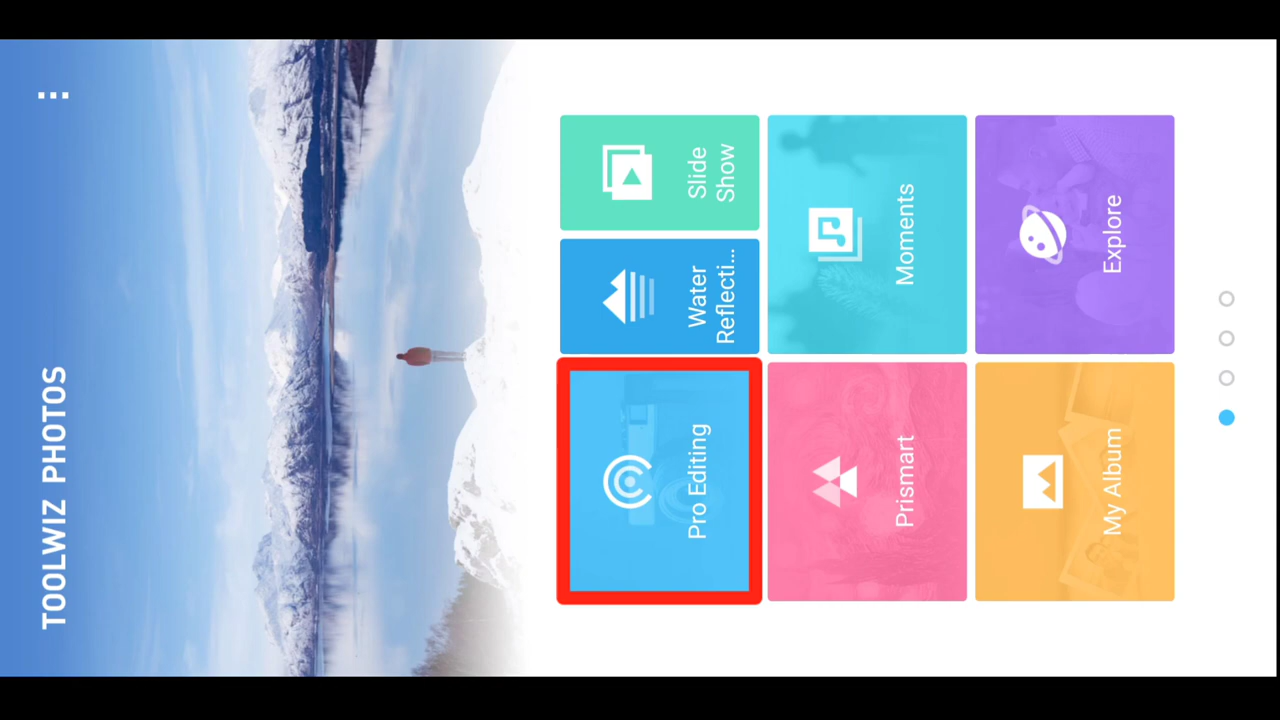 TOOLWIZ PHOTOS
Pro Editing
Water
Reflecti...
Slide
Show
Prismart
Moments
My Album
Explore